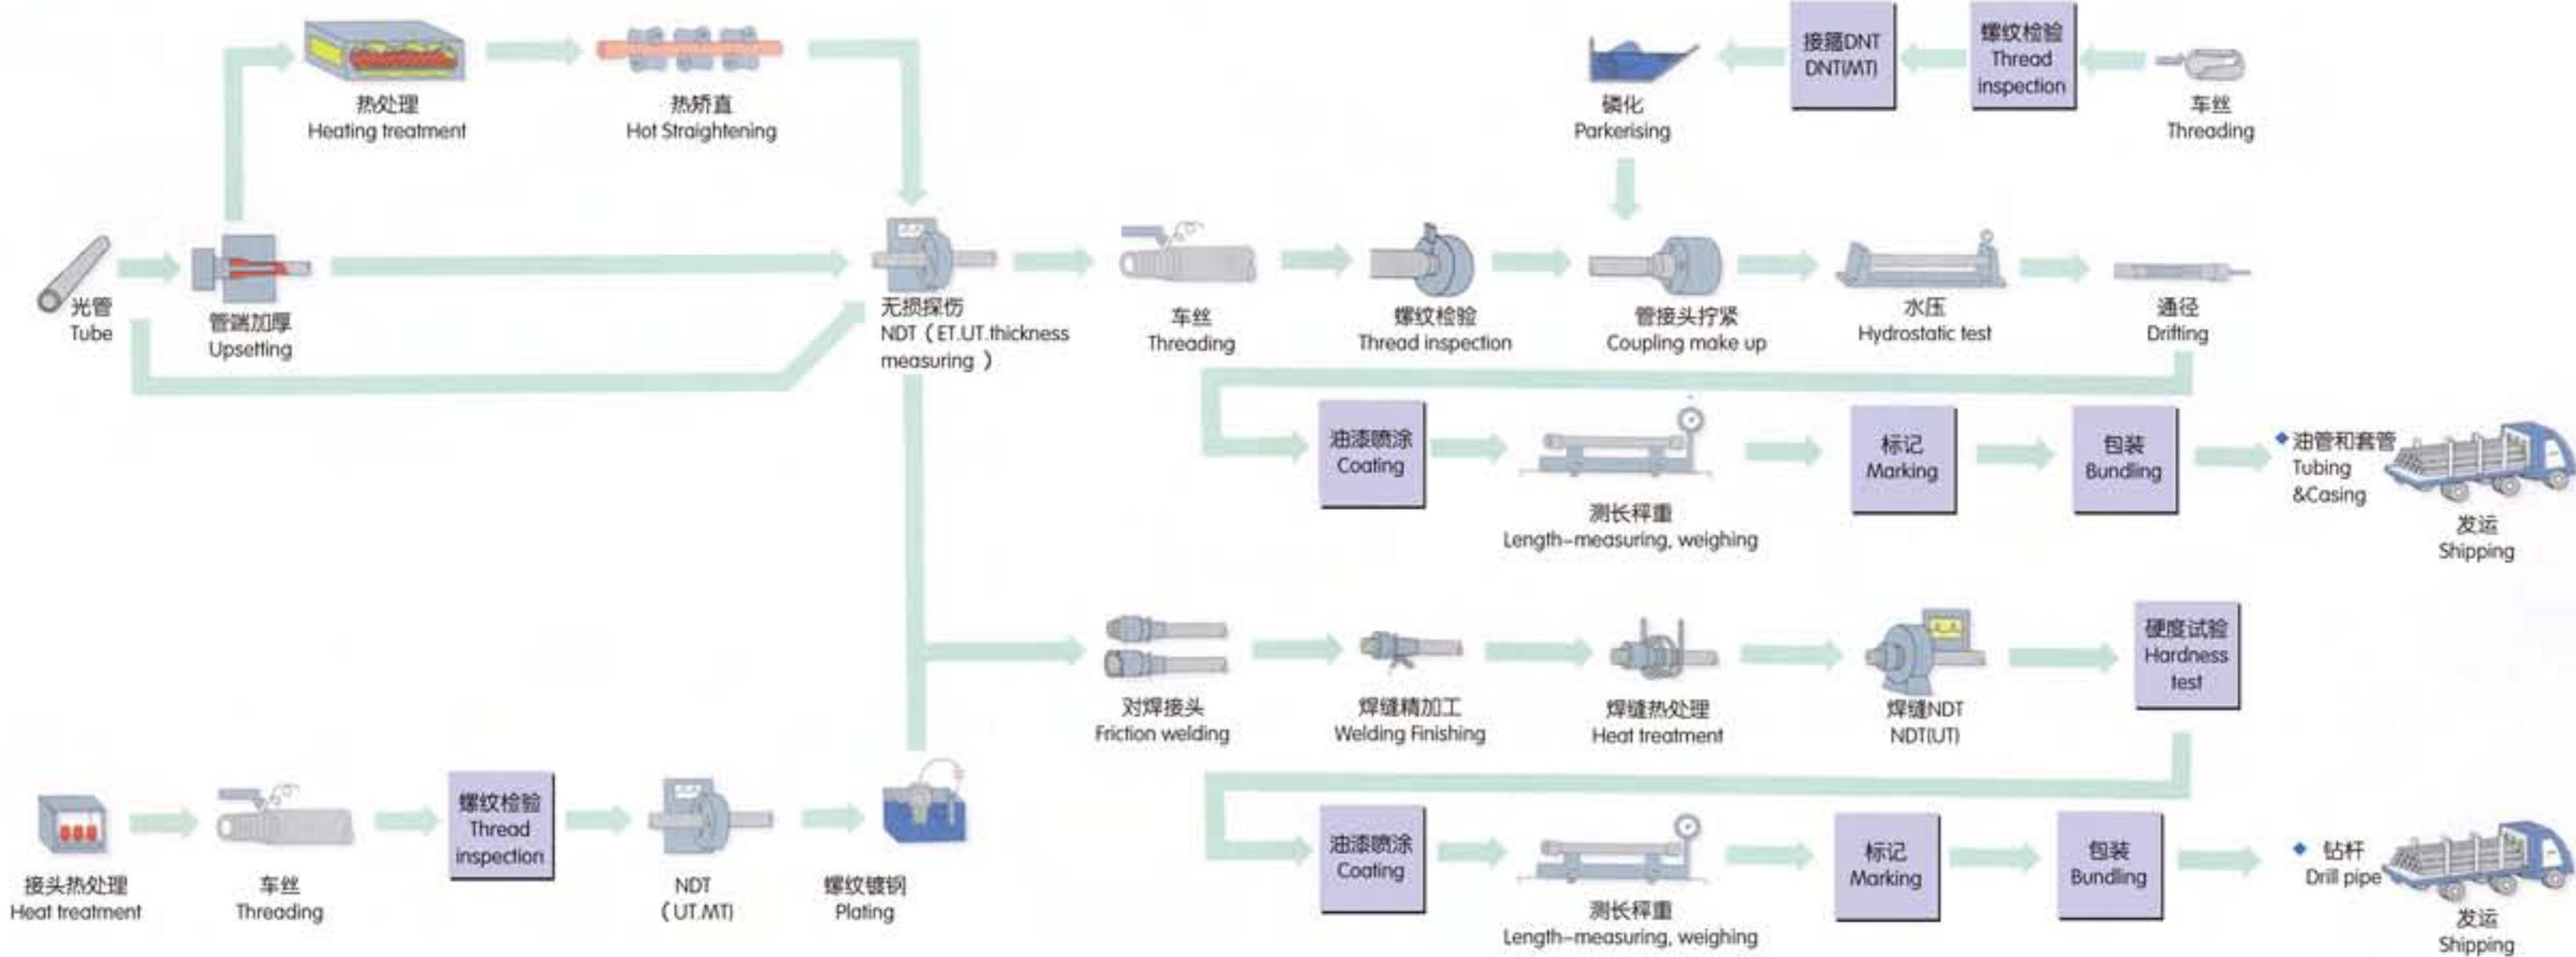 热处理
Heating treatment
热矫直
Hot Straightening
磷化
Parkerising
接箍DNT
DNT(MT)
螺纹检验
Thread
inspection
车丝
Threading
光管
Tube
管端加厚
Upsetting
无损探伤
NDT（ET.UT.thickness
measuring ）
车丝
Threading
螺纹检验
Thread inspection
管接头拧紧
Coupling make up
水压
Hydrostatic test
通径
Drifting
油漆喷涂
Coating
测长秤重
Length-measuring, weighing
标记
Marking
包装
Bundling
油管和套管
Tubing
&Casing
发运
Shipping
对焊接头
Friction welding
焊缝精加工
Welding Finishing
焊缝热处理
Heat treatment
焊缝NDT
NDT(UT)
硬度试验
Hardness
test
接头热处理
Heat treatment
车丝
Threading
螺纹检验
Thread
inspection
NDT
（UT.MT)
螺纹镀铜
Plating
油漆喷涂
Coating
测长秤重
Length-measuring, weighing
标记
Marking
包装
Bundling
钻杆
Drill pipe
发运
Shipping